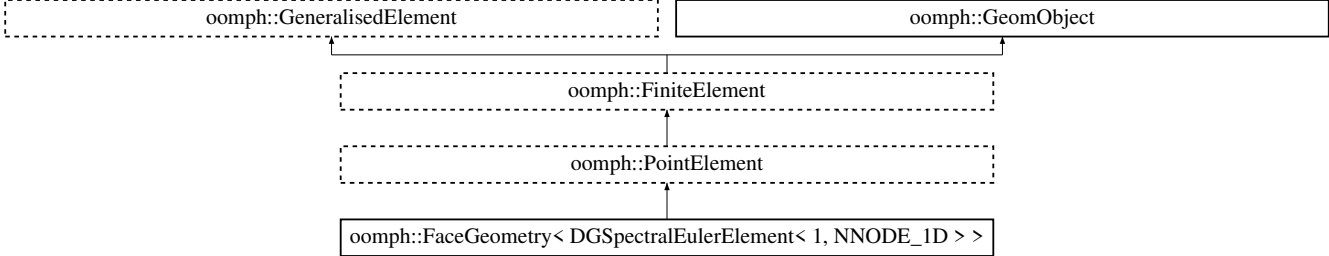 oomph::GeneralisedElement
oomph::GeomObject
oomph::FiniteElement
oomph::PointElement
oomph::FaceGeometry< DGSpectralEulerElement< 1, NNODE_1D > >